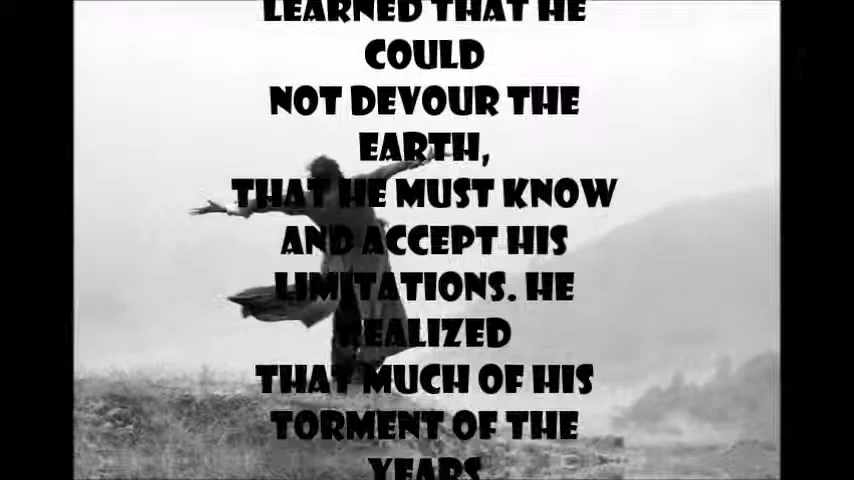 LEARNED THAT HE
COULD
NOT DEVOUR THE
EARTH,
THAT HE MUST KNOW
AND ACCEPT HIS
LIMITATIONS. HE
REALIZED
THAT MUCH OF HIS
TORMENT OF THE
YEARS